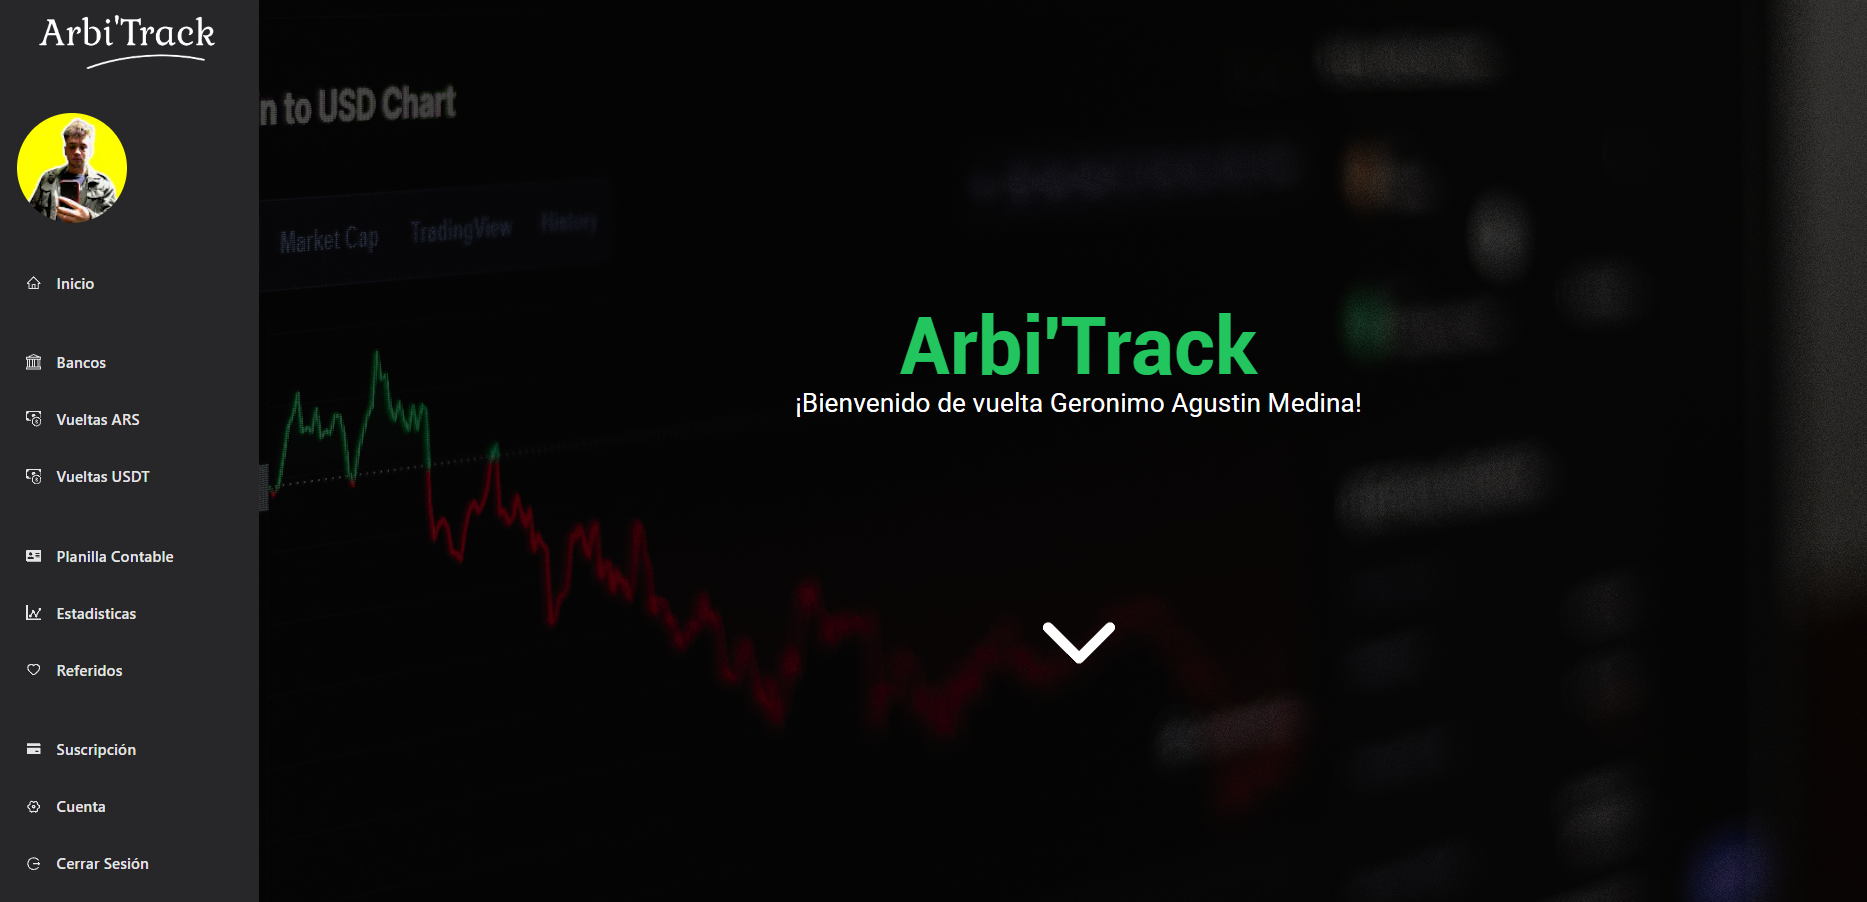 Arbi'Track
Inicio
Bancos
Vueltas ARS
Vueltas USDT
Planilla Contable
Estadisticas
Referidos
Suscripción
Cuenta
Cerrar Sesión
n to USD Chart
Market Cap TradingView History
Arbi'Track
¡Bienvenido de vuelta Geronimo Agustin Medina!